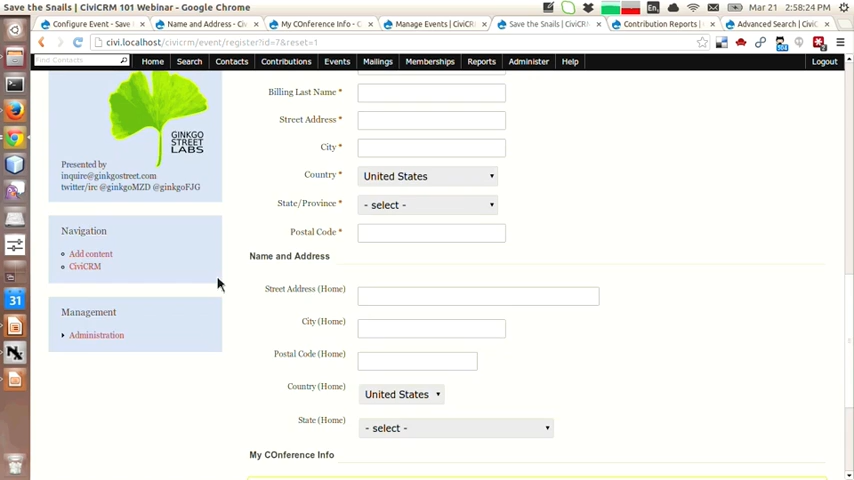 Save the Snails | CiviCRM 101 Webinar - Google Chrome
En
Mar 21 2:58:24 PM
Configure Event - Save
Name and Address - Civ
My COnference Info -
Manage Events | CiviCR
Save the Snails | CiviCR
Contribution Reports |
Advanced Search | CivC
civi.localhost/civicrm/event/register?id=7&reset=1
Find Contacts
Home
Search
Contacts
Contributions
Events
Mailings
Memberships
Reports
Administer
Help
Logout
GINKGO
STREET
LABS
Presented by
inquire@ginkgostreet.com
twitter/irc @ginkgoMZD @ginkgoFJG
Navigation
Add content
CiviCRM
Management
Administration
31
Billing Last Name *
Street Address *
City *
Country *
United States
State/Province *
- select -
Postal Code *
Name and Address
Street Address (Home)
City (Home)
Postal Code (Home)
Country (Home)
United States
State (Home)
- select -
My COnference Info